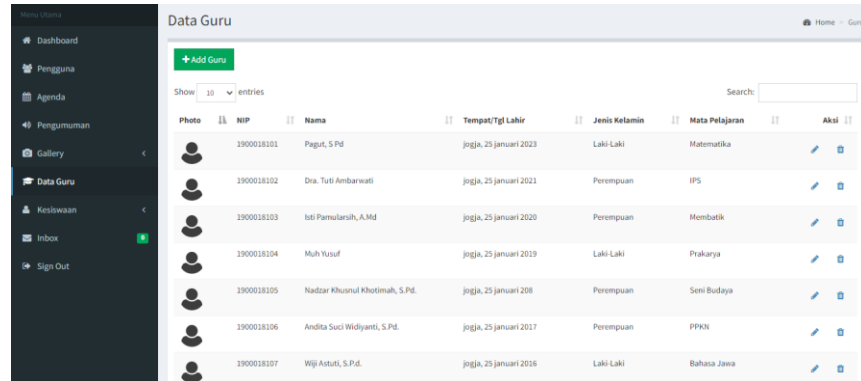 Menu Utama
Data Guru
Home > Guru
Dashboard
+ Add Guru
Pengguna
Agenda
Show 10 entries
Search:
Pengumuman
Photo NIP Nama Tempat/Tgl Lahir Jenis Kelamin Mata Pelajaran Aksi
Gallery
1900018101 Pagut, S Pd jogja, 25 januari 2023 Laki-Laki Matematika
Data Guru
1900018102 Dra. Tuti Ambarwati jogja, 25 januari 2021 Perempuan IPS
Kesiswaan
1900018103 Isti Pamularsih, A.Md jogja, 25 januari 2020 Perempuan Membatik
Inbox 0
1900018104 Muh Yusuf jogja, 25 januari 2019 Laki-Laki Prakarya
Sign Out
1900018105 Nadzar Khusnul Khotimah, S.Pd. jogja, 25 januari 208 Perempuan Seni Budaya
1900018106 Andita Suci Widiyanti, S.Pd. jogja, 25 januari 2017 Perempuan PPKN
1900018107 Wiji Astuti, S.P.d. jogja, 25 januari 2016 Laki-Laki Bahasa Jawa